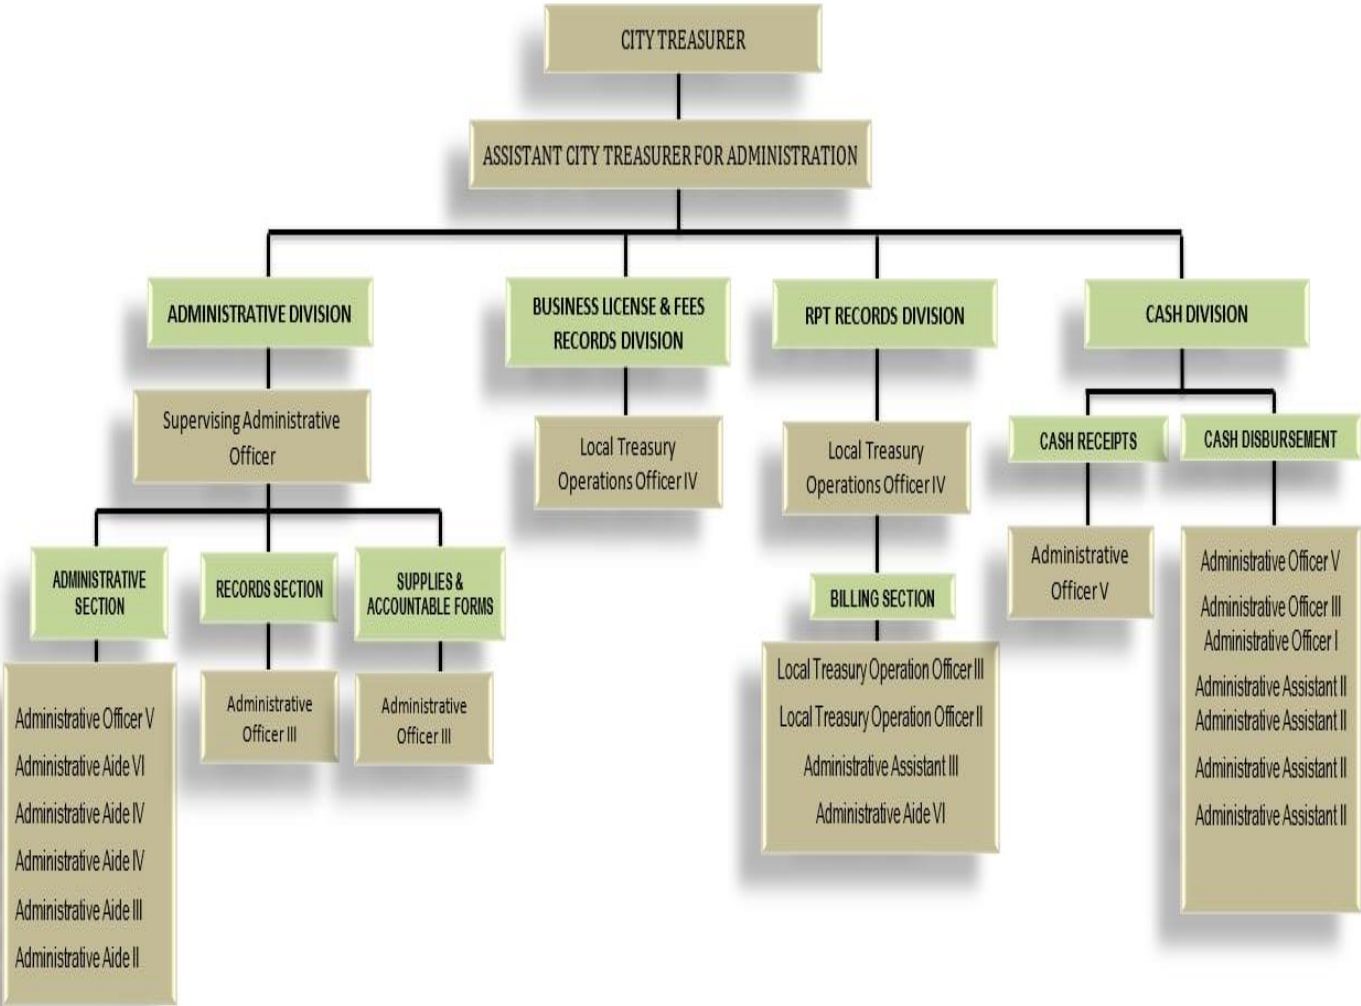 CITY TREASURER
ASSISTANT CITY TREASURER FOR ADMINISTRATION
ADMINISTRATIVE DIVISION
Supervising Administrative
Officer
ADMINISTRATIVE
SECTION
Administrative Officer V
Administrative Aide VI
Administrative Aide IV
Administrative Aide IV
Administrative Aide III
Administrative Aide II
RECORDS SECTION
Administrative
Officer III
SUPPLIES &
ACCOUNTABLE FORMS
Administrative
Officer III
BUSINESS LICENSE & FEES
RECORDS DIVISION
Local Treasury
Operations Officer IV
RPT RECORDS DIVISION
Local Treasury
Operations Officer IV
BILLING SECTION
Local Treasury Operation Officer III
Local Treasury Operation Officer II
Administrative Assistant III
Administrative Aide VI
CASH DIVISION
CASH RECEIPTS
Administrative
Officer V
CASH DISBURSEMENT
Administrative Officer V
Administrative Officer III
Administrative Officer I
Administrative Assistant II
Administrative Assistant II
Administrative Assistant II
Administrative Assistant II